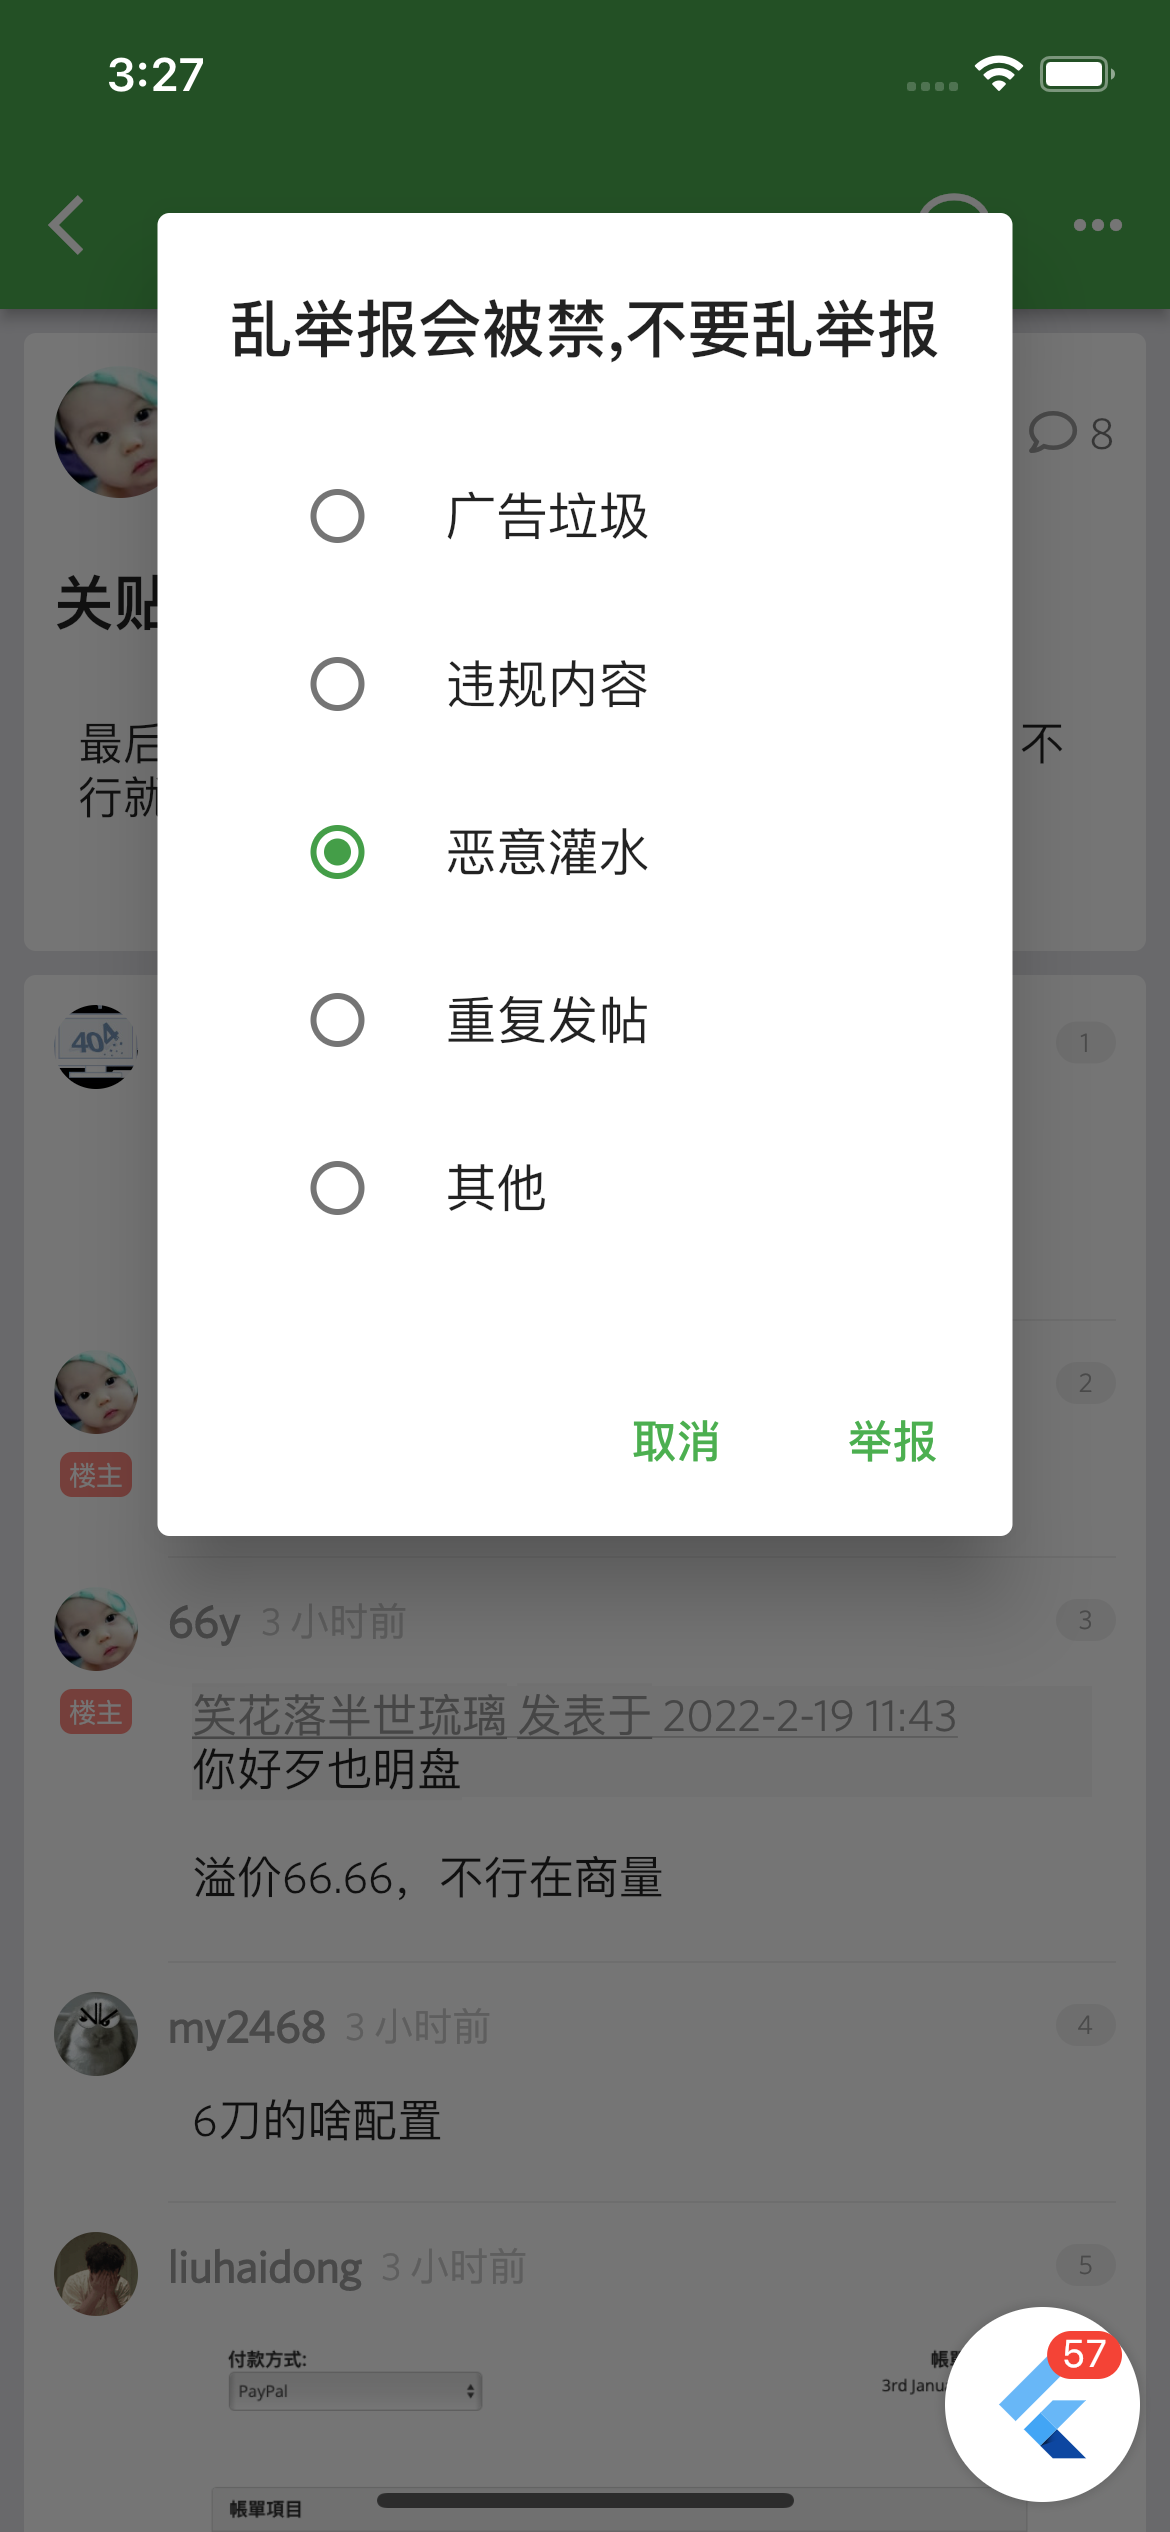 3:27
乱举报会被禁,不要乱举报
8
广告垃圾
关贴
违规内容
最后
不
行就
恶意灌水
重复发帖
404
1
其他
2
取消
举报
楼主
66y 3 小时前
3
楼主
笑花落半世琉璃 发表于 2022-2-19 11:43
你好歹也明盘
溢价66.66，不行在商量
my2468 3 小时前
4
6刀的啥配置
liuhaidong 3 小时前
5
付款方式:
帳
57
PayPal
3rd Janu
帳單項目